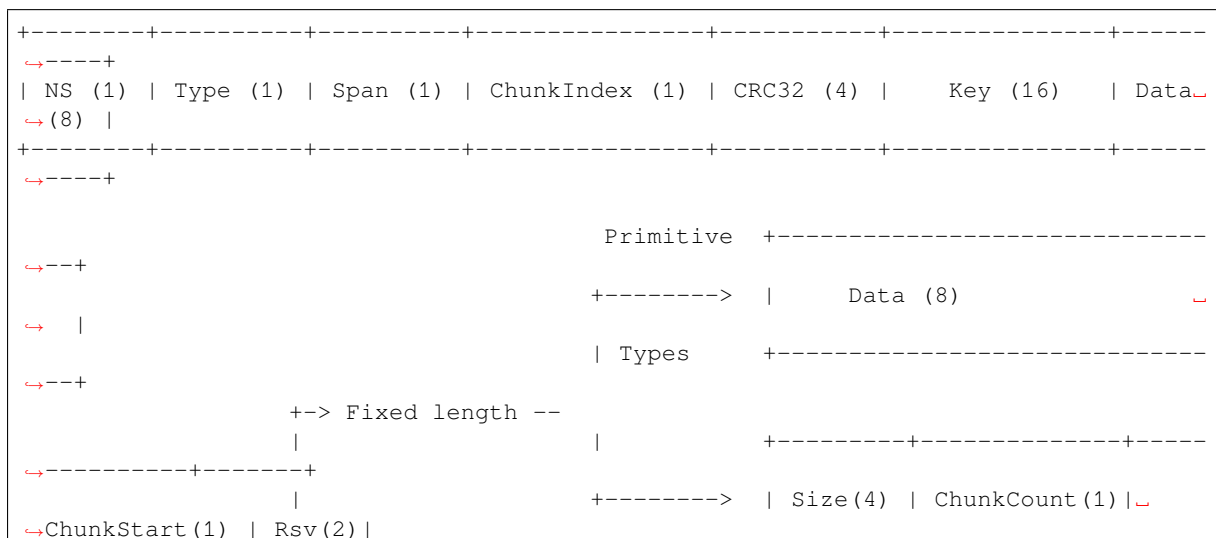 +--------+----------+----------+---------------+-----------+---------------+------
↪----+
| NS (1) | Type (1) | Span (1) | ChunkIndex (1) | CRC32 (4) |    Key (16)   | Data␣
↪(8) |
+--------+----------+----------+---------------+-----------+---------------+------
↪----+
                                         Primitive  +-----------------------------
↪--+
                                        +-------->  |     Data (8)                ␣
↪  |
                                        | Types     +-----------------------------
↪--+
                   +-> Fixed length --
                   |                    |           +---------+--------------+-----
↪----------+-------+
                   |                    +-------->  | Size(4) | ChunkCount(1)|␣
↪ChunkStart(1) | Rsv(2)|